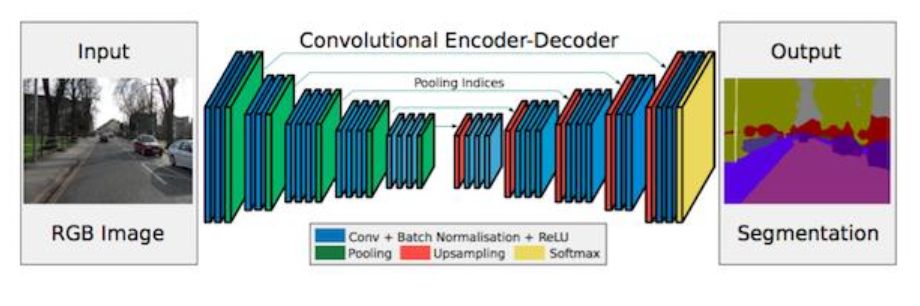 Input
RGB Image
Convolutional Encoder-Decoder
Pooling Indices
Conv + Batch Normalisation + ReLU
Pooling Upsampling Softmax
Output
Segmentation